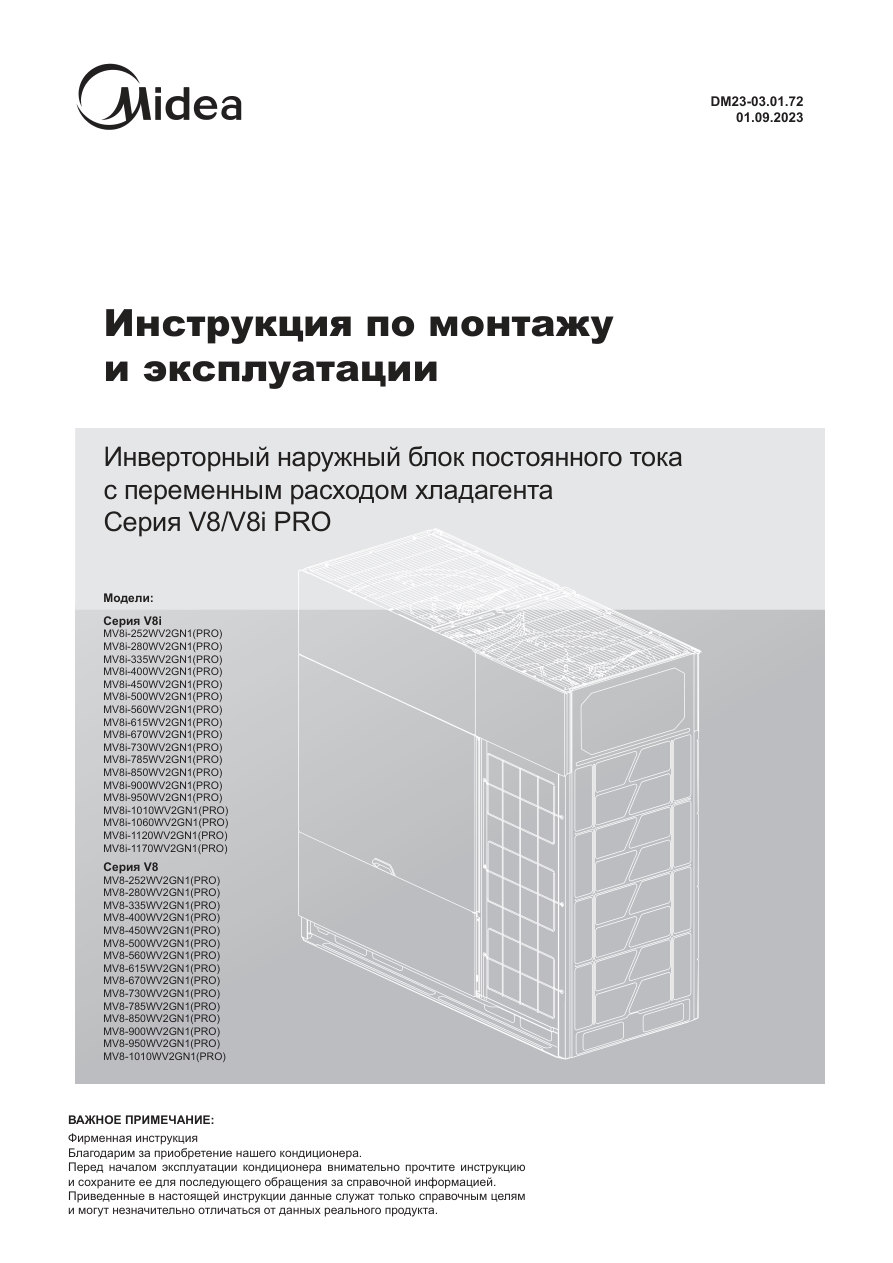 Midea
DM23-03.01.72
01.09.2023
Инструкция по монтажу
и эксплуатации
Инверторный наружный блок постоянного тока
с переменным расходом хладагента
Серия V8/V8i PRO
Модели:
Серия V8i
MV8i-252WV2GN1(PRO)
MV8i-280WV2GN1(PRO)
MV8i-335WV2GN1(PRO)
MV8i-400WV2GN1(PRO)
MV8i-450WV2GN1(PRO)
MV8i-500WV2GN1(PRO)
MV8i-560WV2GN1(PRO)
MV8i-615WV2GN1(PRO)
MV8i-670WV2GN1(PRO)
MV8i-730WV2GN1(PRO)
MV8i-785WV2GN1(PRO)
MV8i-850WV2GN1(PRO)
MV8i-900WV2GN1(PRO)
MV8i-950WV2GN1(PRO)
MV8i-1010WV2GN1(PRO)
MV8i-1060WV2GN1(PRO)
MV8i-1120WV2GN1(PRO)
MV8i-1170WV2GN1(PRO)
Серия V8
MV8-252WV2GN1(PRO)
MV8-280WV2GN1(PRO)
MV8-335WV2GN1(PRO)
MV8-400WV2GN1(PRO)
MV8-450WV2GN1(PRO)
MV8-500WV2GN1(PRO)
MV8-560WV2GN1(PRO)
MV8-615WV2GN1(PRO)
MV8-670WV2GN1(PRO)
MV8-730WV2GN1(PRO)
MV8-785WV2GN1(PRO)
MV8-850WV2GN1(PRO)
MV8-900WV2GN1(PRO)
MV8-950WV2GN1(PRO)
MV8-1010WV2GN1(PRO)
ВАЖНОЕ ПРИМЕЧАНИЕ:
Фирменная инструкция
Благодарим за приобретение нашего кондиционера.
Перед началом эксплуатации кондиционера внимательно прочтите инструкцию
и сохраните ее для последующего обращения за справочной информацией.
Приведенные в настоящей инструкции данные служат только справочным целям
и могут незначительно отличаться от данных реального продукта.